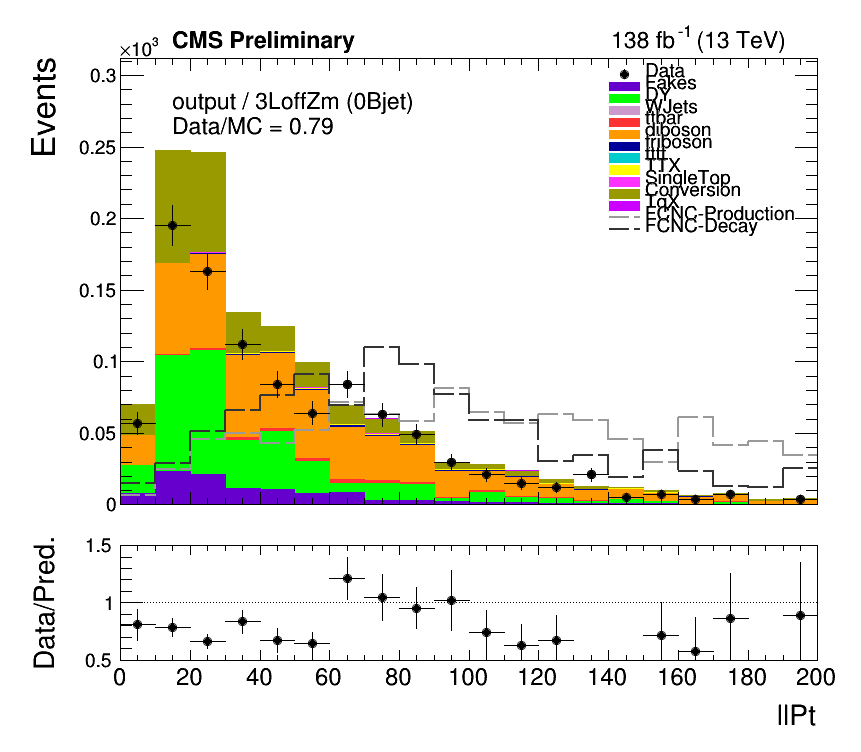 ×10³ CMS Preliminary 138 fb⁻¹ (13 TeV)
Events
0.3
0.25
0.2
0.15
0.1
0.05
0
output / 3LoffZm (0Bjet)
Data/MC = 0.79
Data
Fakes
DY
WJets
ttbar
diboson
triboson
tttt
TTX
SingleTop
Conversion
TqX
FCNC-Production
FCNC-Decay
Data/Pred.
1.5
1
0.5
0 20 40 60 80 100 120 140 160 180 200
llPt